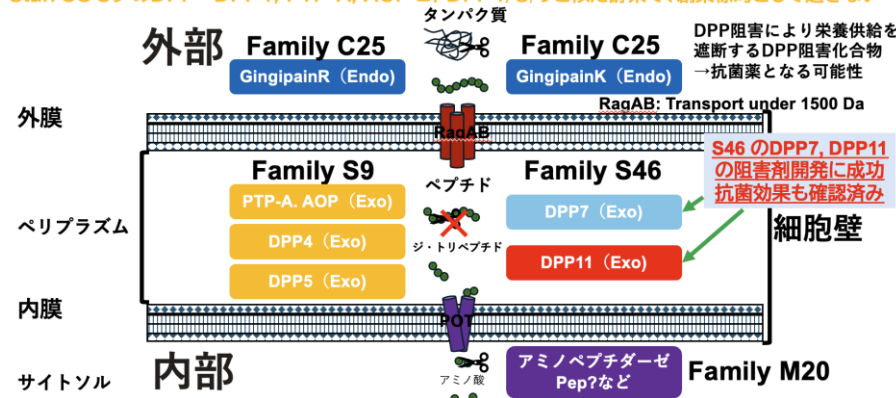 タンパク質
外部
Family C25
GingipainR（Endo）
Family C25
GingipainK（Endo）
DPP阻害により栄養供給を
遮断するDPP阻害化合物
→抗菌薬となる可能性
RagAB: Transport under 1500 Da
外膜
RagAB
S46 のDPP7, DPP11
の阻害剤開発に成功
抗菌効果も確認済み
Family S9
ペプチド
Family S46
PTP-A. AOP（Exo）
DPP7（Exo）
ペリプラズム
細胞壁
DPP4（Exo）
ジ・トリペプチド
DPP11（Exo）
DPP5（Exo）
内膜
POT
内部
サイトソル
アミノ酸
アミノペプチダーゼ
Pep?など
Family M20